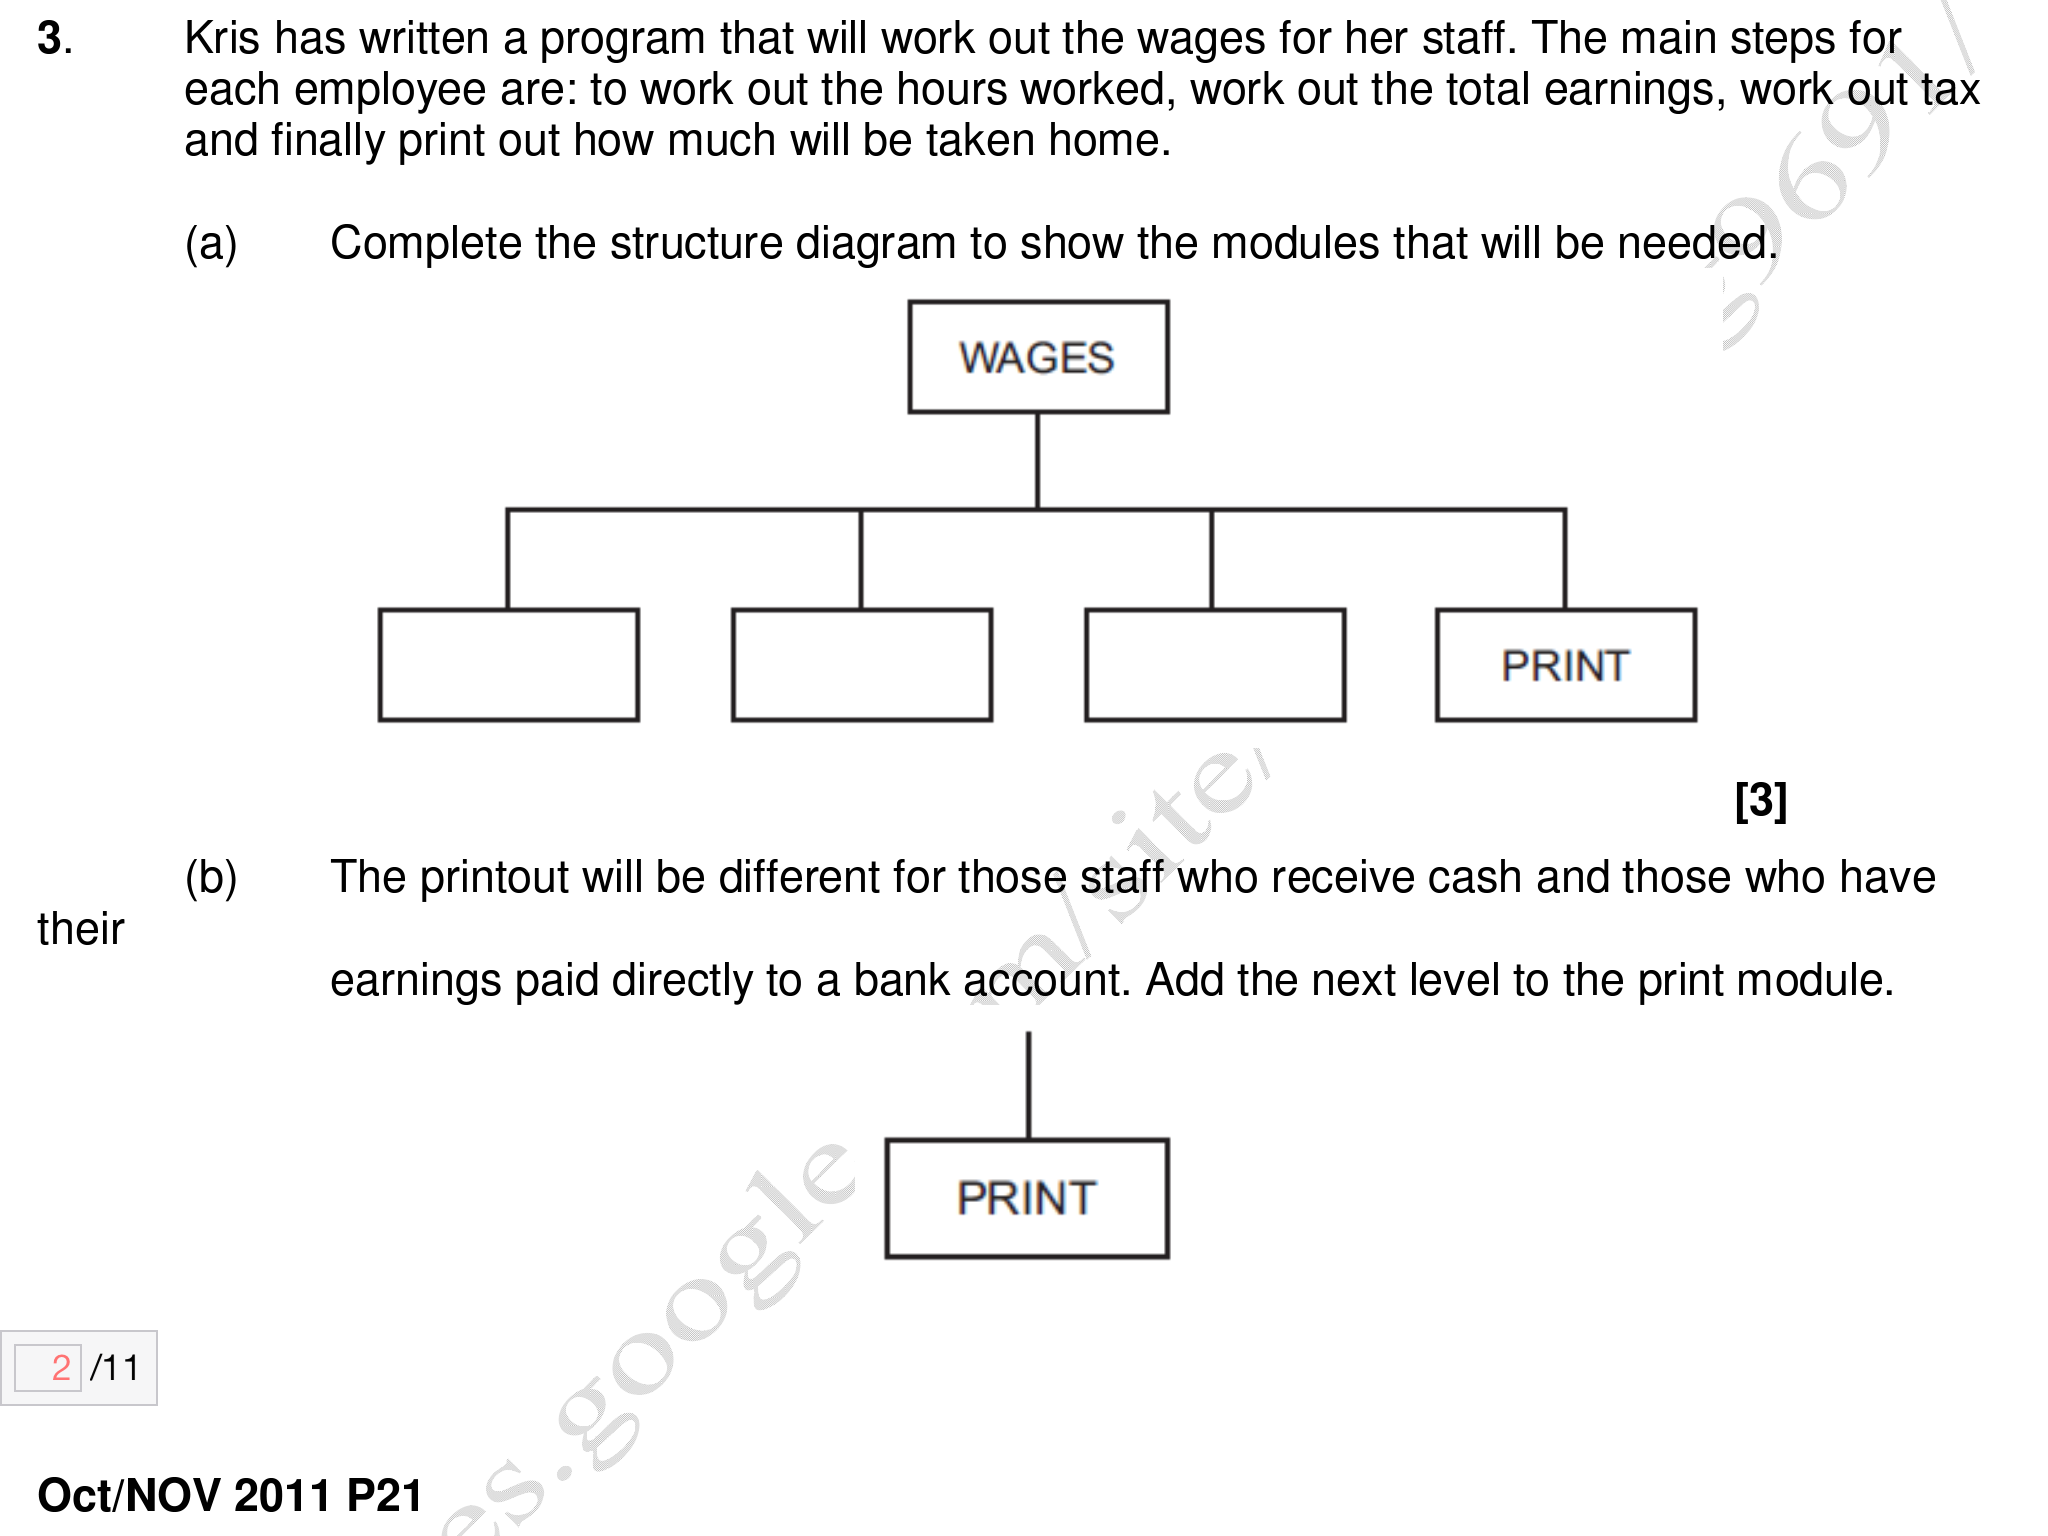 3.  Kris has written a program that will work out the wages for her staff. The main steps for
each employee are: to work out the hours worked, work out the total earnings, work out tax
and finally print out how much will be taken home.
(a)  Complete the structure diagram to show the modules that will be needed.
WAGES
PRINT
[3]
(b)  The printout will be different for those staff who receive cash and those who have
their
earnings paid directly to a bank account. Add the next level to the print module.
PRINT
2 /11
Oct/NOV 2011 P21
es.google
m/site/
s9691/